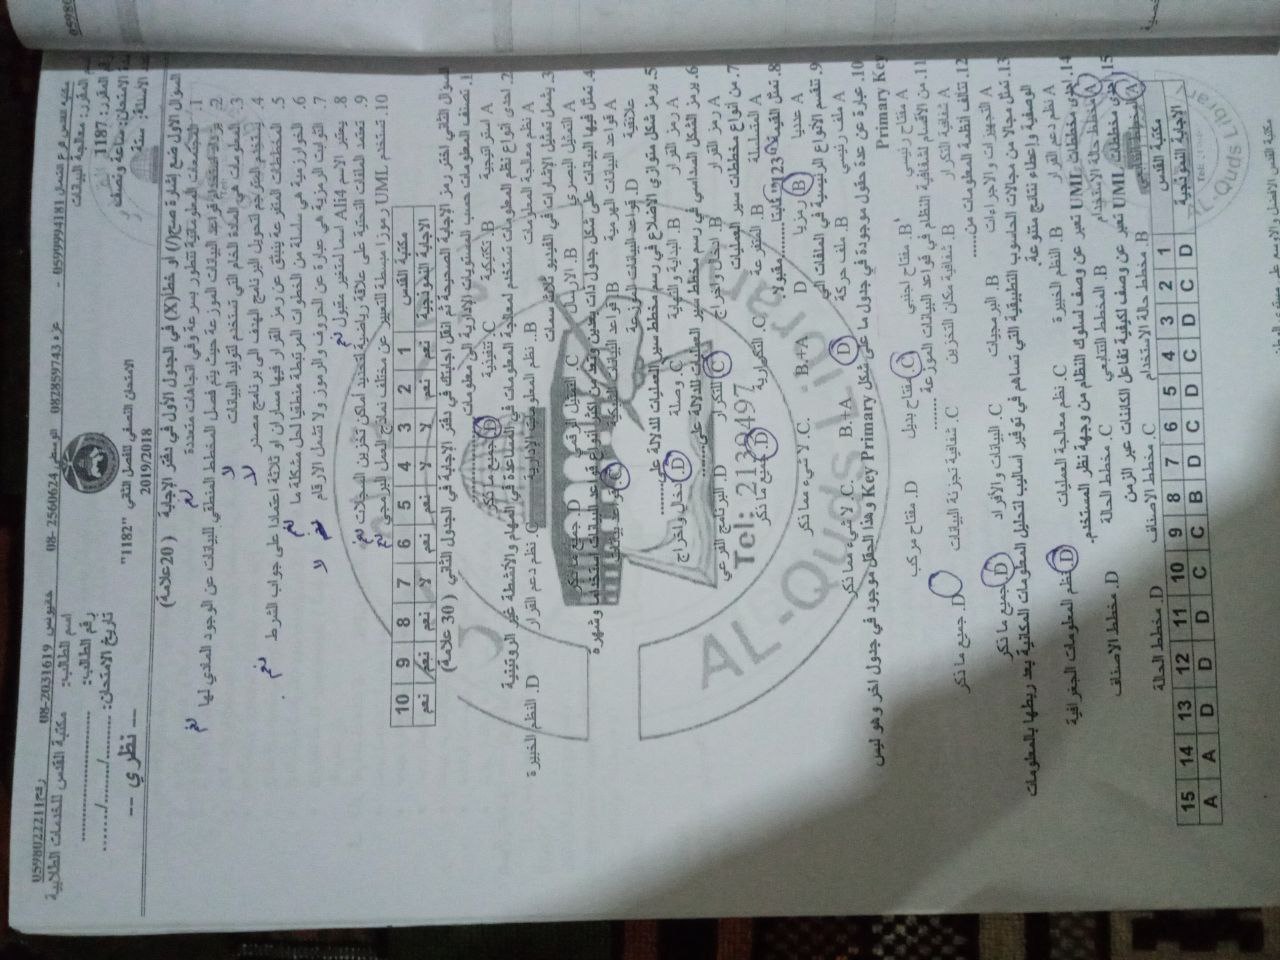 مكتبة القدس فرع الشمال 0599994181 - غزة 082859743 الوسطى 2560624 -08 خانيونس 2031619-08 رفح 0598022211
اسم المقرر: معالجة البيانات
رقم المقرر: 1187
مدة الامتحان: ساعة ونصف
عدد الأسئلة: ستة
الامتحان النصفي للفصل الثاني "1182"
2019/2018
اسم الطالب: مكتبة القدس للخدمات الطلابية
رقم الطالب: ..........................
تاريخ الامتحان: ......../......../.......
-- نظري --
السؤال الاول ضع إشارة صح(/) أو خطأ(X) في الجدول الأول في دفتر الإجابة ( 20علامة)
1. المجتمعات المعلوماتية تتطور بسرعة وفي اتجاهات متعددة نعم
2. يزداد استخدام قواعد البيانات الموزعة حيث يتم فصل المخطط المنطقي للبيانات عن الوجود المادي لها نعم
3. المعلومات هي المادة الخام التي تستخدم لتوليد البيانات لا
4. يستخدم المترجم لتحويل البرنامج الهدف الى برنامج مصدر لا
5. المخططات المتفرعة ينبثق عن رمز القرار فيها مساران او ثلاثة اعتمادا على جواب الشرط نعم
6. الخوارزمية هي سلسلة من الخطوات المرتبطة منطقيا لحل مشكلة ما نعم
7. الثوابت الرمزية هي عبارة عن الحروف والرموز ولا تشمل الارقام لا
8. يعتبر الاسم Ali4 اسما لمتغير مقبول نعم
9. تعتمد الملفات التحتية على علاقة رياضية لتحديد أماكن تخزين السجلات نعم
10. تستخدم UML رموزا مبسطة للتعبير عن مختلف نماذج العمل البرمجي نعم
مكتبة القدس 1 2 3 4 5 6 7 8 9 10
الاجابة النموذجية نعم نعم لا لا نعم نعم لا نعم نعم نعم
السؤال الثاني اختر رمز الإجابة الصحيحة ثم انقل اجابتك في دفتر الإجابة في الجدول الثاني ( 30 علامة)
1. تصنف المعلومات حسب المستويات الإدارية الى معلومات..........
A استراتيجية B. تكتيكية C. تنفيذية D. جميع ما ذكر
2. احدى أنواع نظم المعلومات تستخدم لمعالجة المعلومات في المساعدة في المهام والأنشطة غير الروتينية
A نظم معالجة المعلومات B.. نظم المعلومات الإدارية C. نظم دعم القرار D. النظم الخبيرة
3. يشمل تمثيل الإشارات في الفيديو ثلاث سمات
A التمثيل البصري B. الارسال C. التمثيل الرقمي D. جميع ما ذكر
4. تمثل فيها البيانات على شكل جدول ذات بعدين وتعد من اكثر أنواع قواعد البيانات استخداما وشهرة
A قواعد البيانات الهرمية B قواعد البيانات الشبكية C. قواعد بيانات
علائقية D. قواعد البيانات الموزعة
5. يرمز شكل متوازي الاضلاع في رسم مخطط سير العمليات للدلالة على.......
A رمز القرار B. البداية والنهاية C. وصلة D. ادخال واخراج
6. يرمز الشكل السداسي في رسم مخطط سير العمليات للدلالة على.......
A رمز القرار B. ادخال واخراج C للتكرار D. البرنامج الفرعي
7. من أنواع مخططات سير العمليات
A المتسلسلة B. المتفرعة C. التكرارية D. جميع ما ذكر
8. تمثل القيمة "123" ثابتا........مقبولا.
A عدديا B رمزيا D B.+A C. لا شيء مما ذكر
9. تنقسم الأنواع الرئيسية في الملفات الي
A ملف رئيسي B. ملف حركة D B.+A C. لا شيء مما ذكر
10. عبارة عن عدة حقول موجودة في جدول ما على شكل Key Primary وهذا الحقل موجود في جدول اخر وهو ليس
Primary Key
A مفتاح رئيسي B. مفتاح اجنبي C. مفتاح بديل D. مفتاح مركب
11. من الأقسام لشفافية النظام في قواعد البيانات الموزعة .......
A شفافية التكرار B. شفافية مكان التخزين C. شفافية تجزئة البيانات D. جميع ما ذكر
12. تتألف أنظمة المعلومات من.....
A التجهيزات والاجراءات B. البرمجيات C. البيانات والأفراد D. جميع ما ذكر
13. تمثل مجالا من مجالات الحاسوب التطبيقية التي تساهم في توفير أساليب لتحليل المعلومات المكانية بعد ربطها بالمعلومات
الوصفية وإعطاء نتائج متنوعة.
A نظم دعم القرار B. النظم الخبيرة C. نظم معالجة العمليات D. نظم المعلومات الجغرافية
14. احدى مخططات UML تعبر عن وصف لسلوك النظام من وجهة نظر المستخدم.
A مخطط حالة الاستخدام B. المخطط التتابعي C. مخطط الحالة D. مخطط الاصناف
15. احدى مخططات UML تعبر عن وصف لكيفية تفاعل الكائنات عبر الزمن
A المخطط التتابعي B. مخطط حالة الاستخدام C. مخطط الاصناف D. مخطط الحالة
مكتبة القدس 1 2 3 4 5 6 7 8 9 10 11 12 13 14 15
الاجابة النموذجية D C D C D C D B C C D D D A A
AL-Quds Library
Tel: 2139497
مكتبة القدس الافضل والاوسع على مستوى الوطن